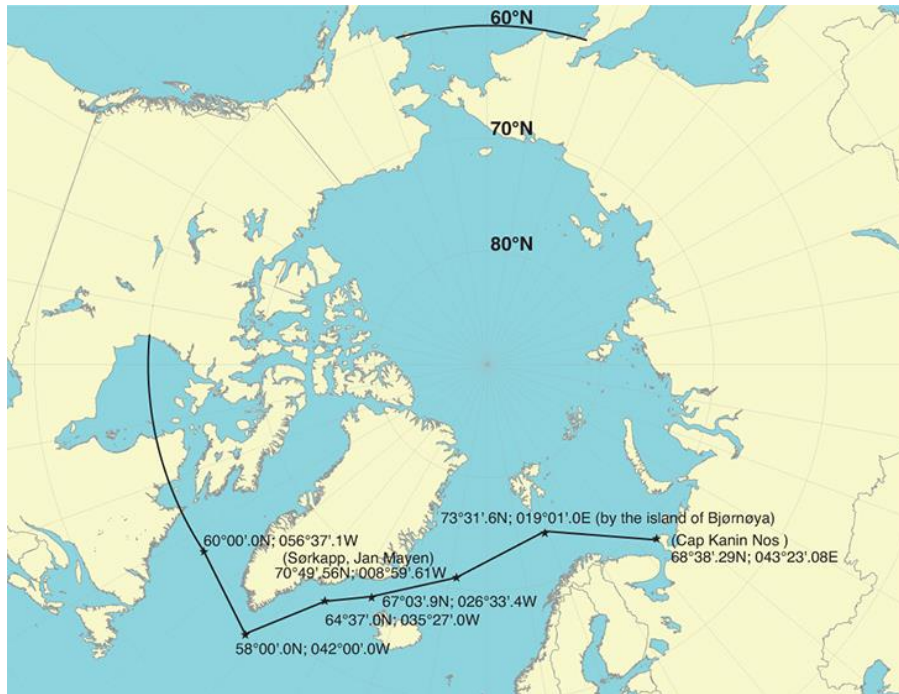 60°N
70°N
80°N
73°31'.6N; 019°01'.0E (by the island of Bjørnøya)
(Cap Kanin Nos )
68°38'.29N; 043°23'.08E
60°00'.0N; 056°37'.1W
(Sørkapp, Jan Mayen)
70°49'.56N; 008°59'.61W
67°03'.9N; 026°33'.4W
64°37'.0N; 035°27'.0W
58°00'.0N; 042°00'.0W